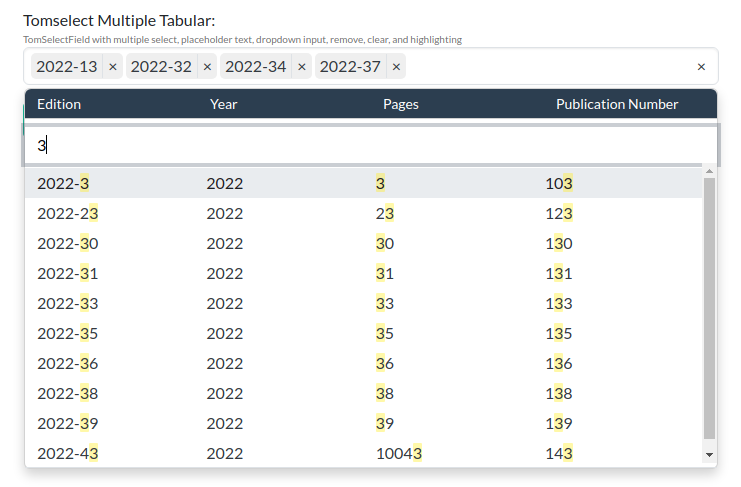 Tomselect Multiple Tabular:
TomSelectField with multiple select, placeholder text, dropdown input, remove, clear, and highlighting
2022-13 × 2022-32 × 2022-34 × 2022-37 × ×
Edition Year Pages Publication Number
3
2022-3 2022 3 103
2022-23 2022 23 123
2022-30 2022 30 130
2022-31 2022 31 131
2022-33 2022 33 133
2022-35 2022 35 135
2022-36 2022 36 136
2022-38 2022 38 138
2022-39 2022 39 139
2022-43 2022 10043 143